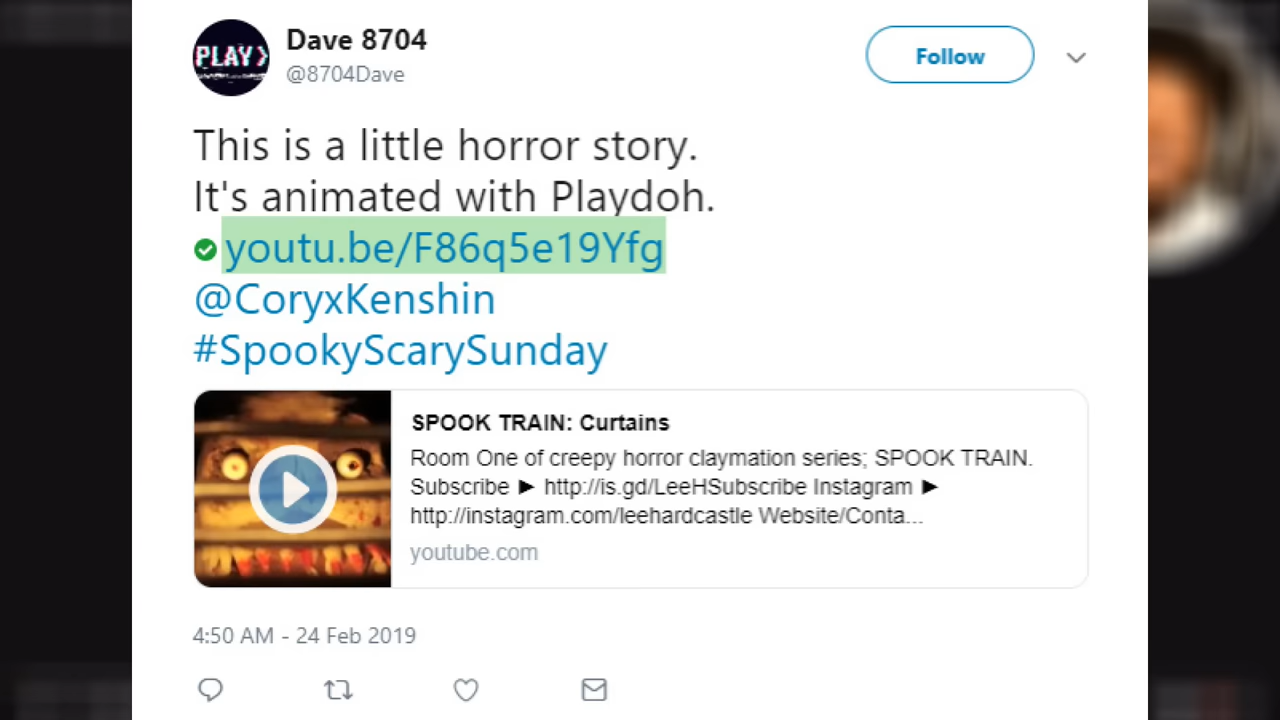 PLAY
Dave 8704
@8704Dave
Follow
This is a little horror story.
It's animated with Playdoh.
youtu.be/F86q5e19Yfg
@CoryxKenshin
#SpookyScarySunday
SPOOK TRAIN: Curtains
Room One of creepy horror claymation series; SPOOK TRAIN.
Subscribe ► http://is.gd/LeeHSubscribe Instagram ►
http://instagram.com/leehardcastle Website/Conta...
youtube.com
4:50 AM - 24 Feb 2019